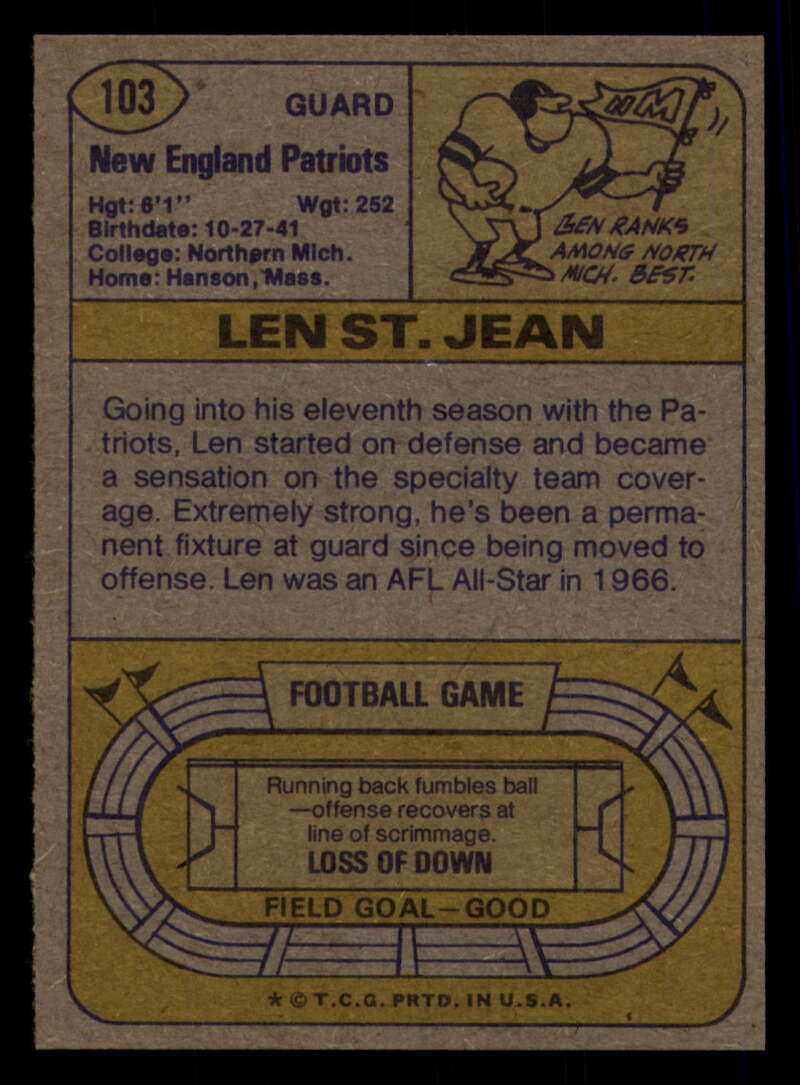 103
GUARD
New England Patriots
Hgt: 6'1" Wgt: 252
Birthdate: 10-27-41
College: Northern Mich.
Home: Hanson, Mass.
M
LEN RANKS
AMONG NORTH
MICH. BEST.
LEN ST. JEAN
Going into his eleventh season with the Pa-
triots, Len started on defense and became
a sensation on the specialty team cover-
age. Extremely strong, he's been a perma-
nent fixture at guard since being moved to
offense. Len was an AFL All-Star in 1966.
FOOTBALL GAME
Running back fumbles ball
—offense recovers at
line of scrimmage.
LOSS OF DOWN
FIELD GOAL—GOOD
* © T.C.G. PRTD. IN U.S.A.